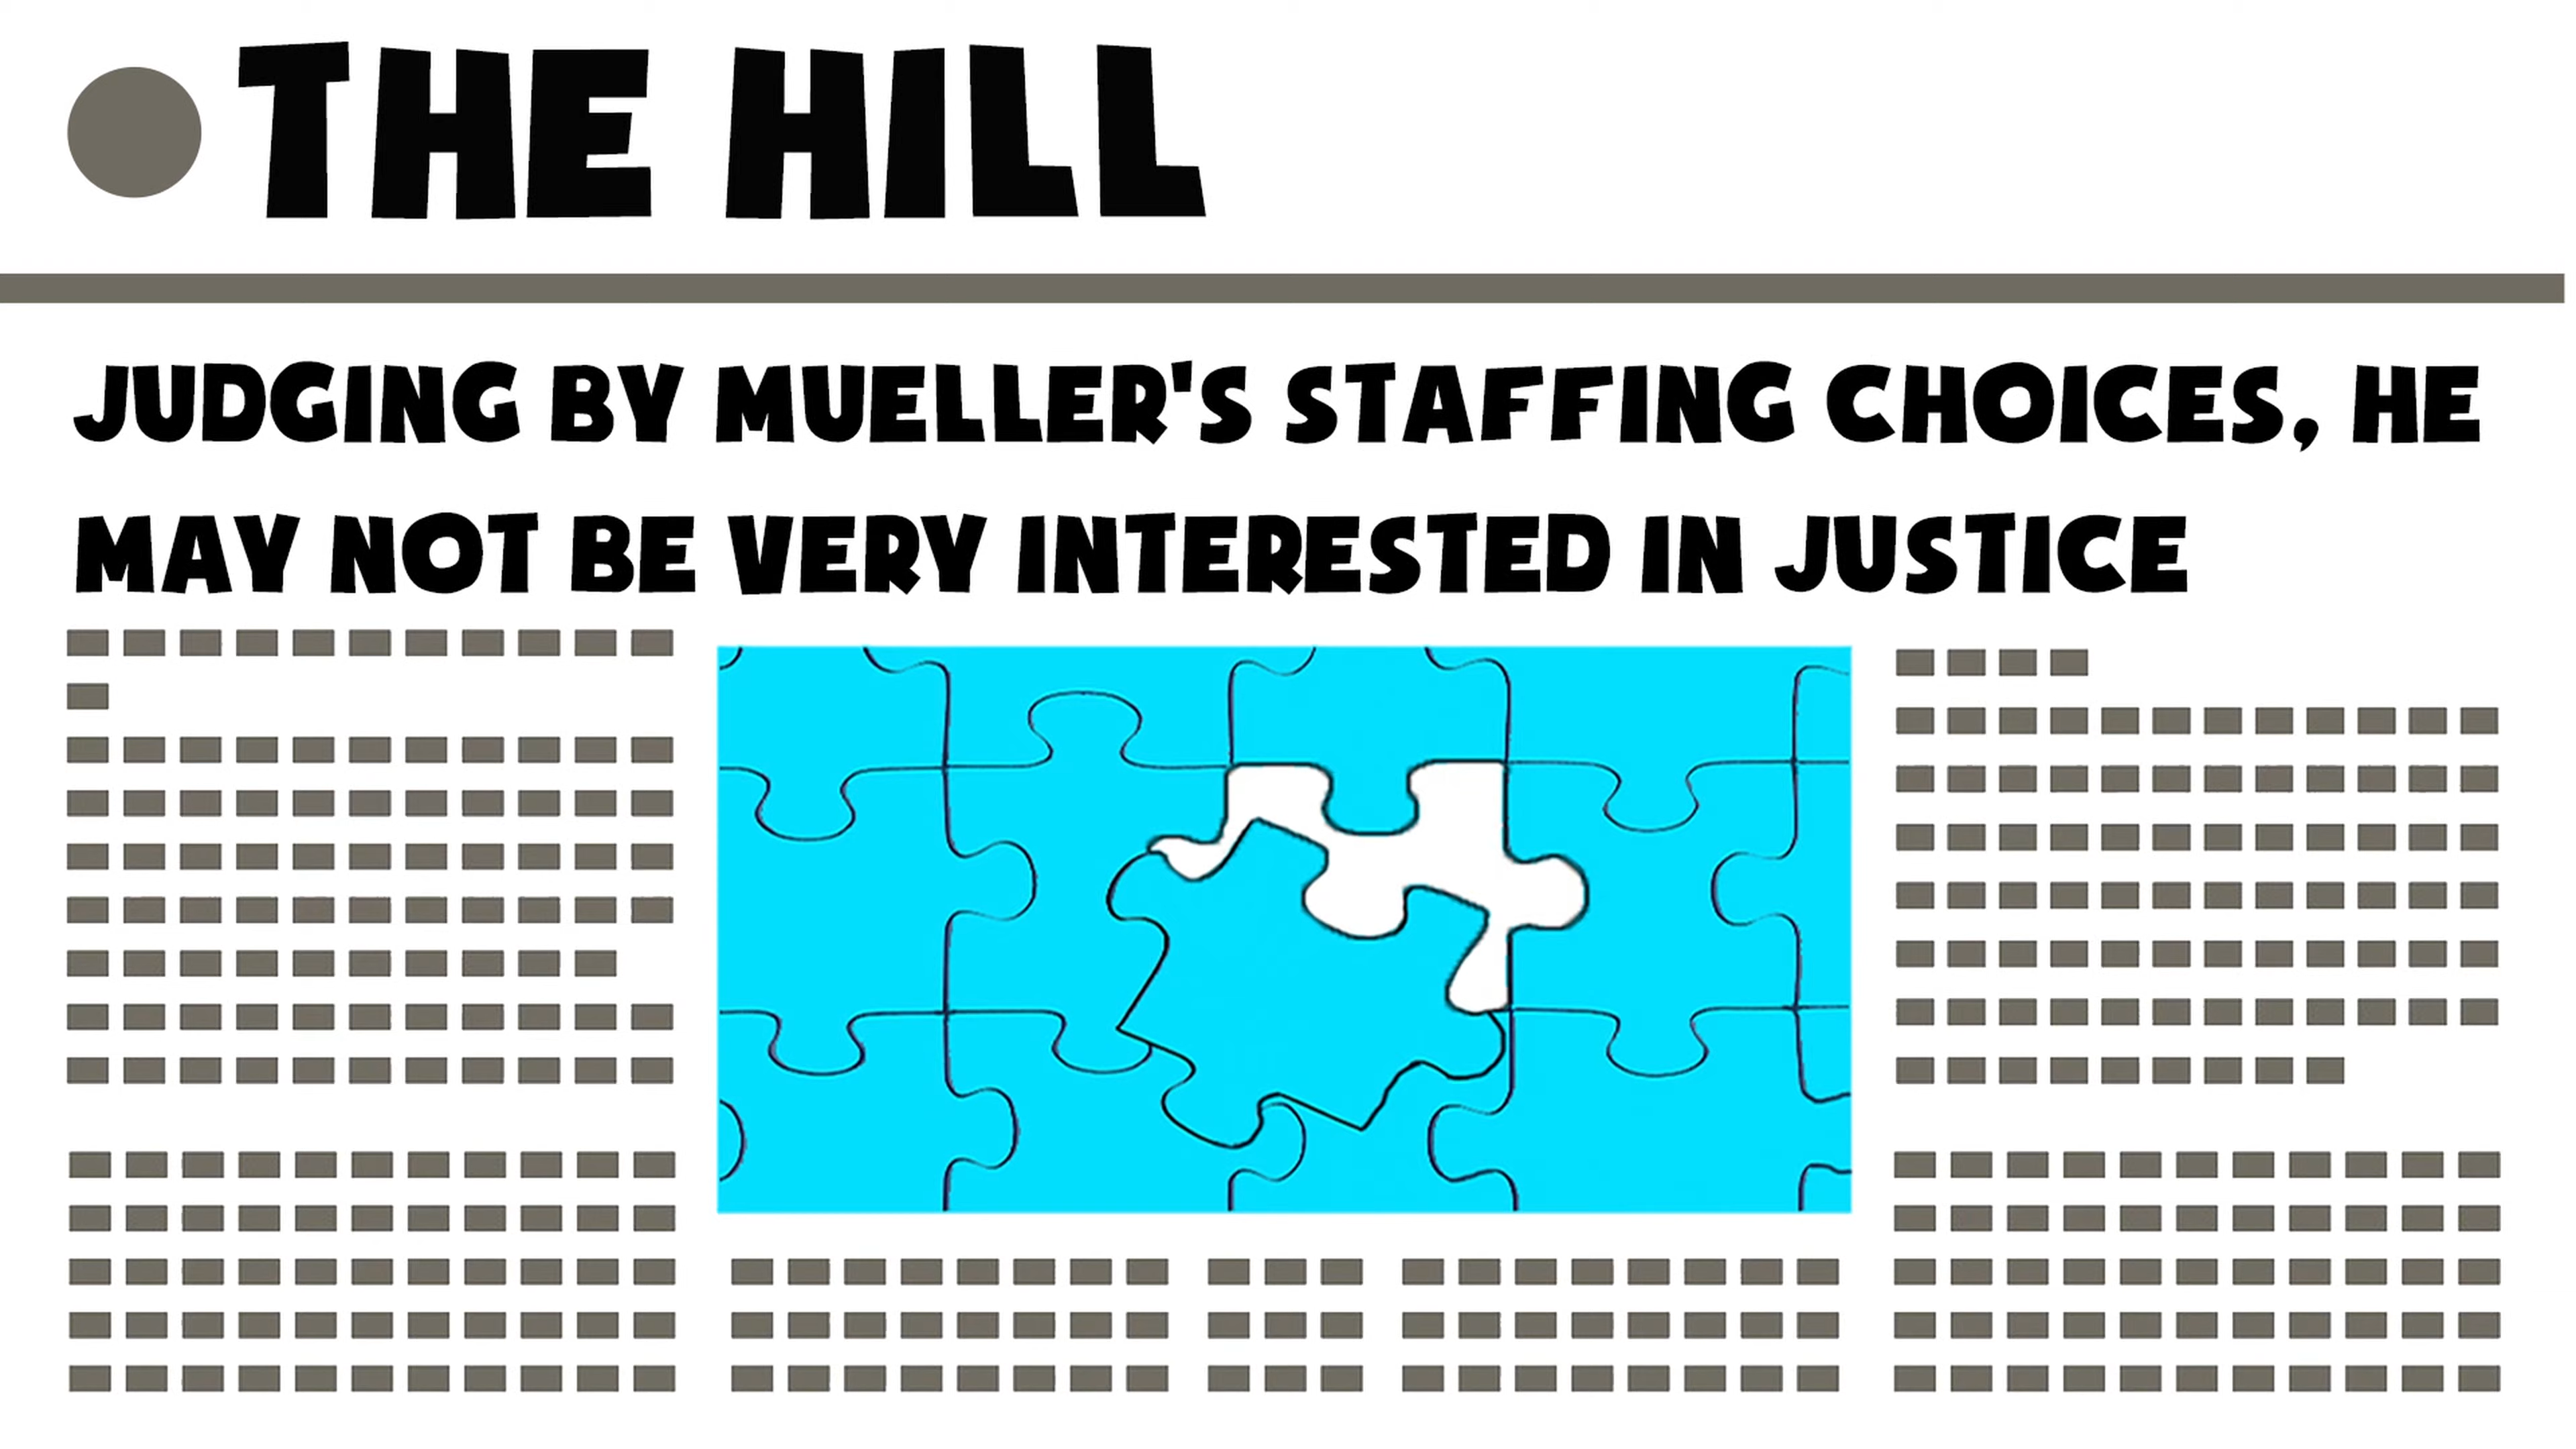 THE HILL
JUDGING BY MUELLER'S STAFFING CHOICES, HE
MAY NOT BE VERY INTERESTED IN JUSTICE